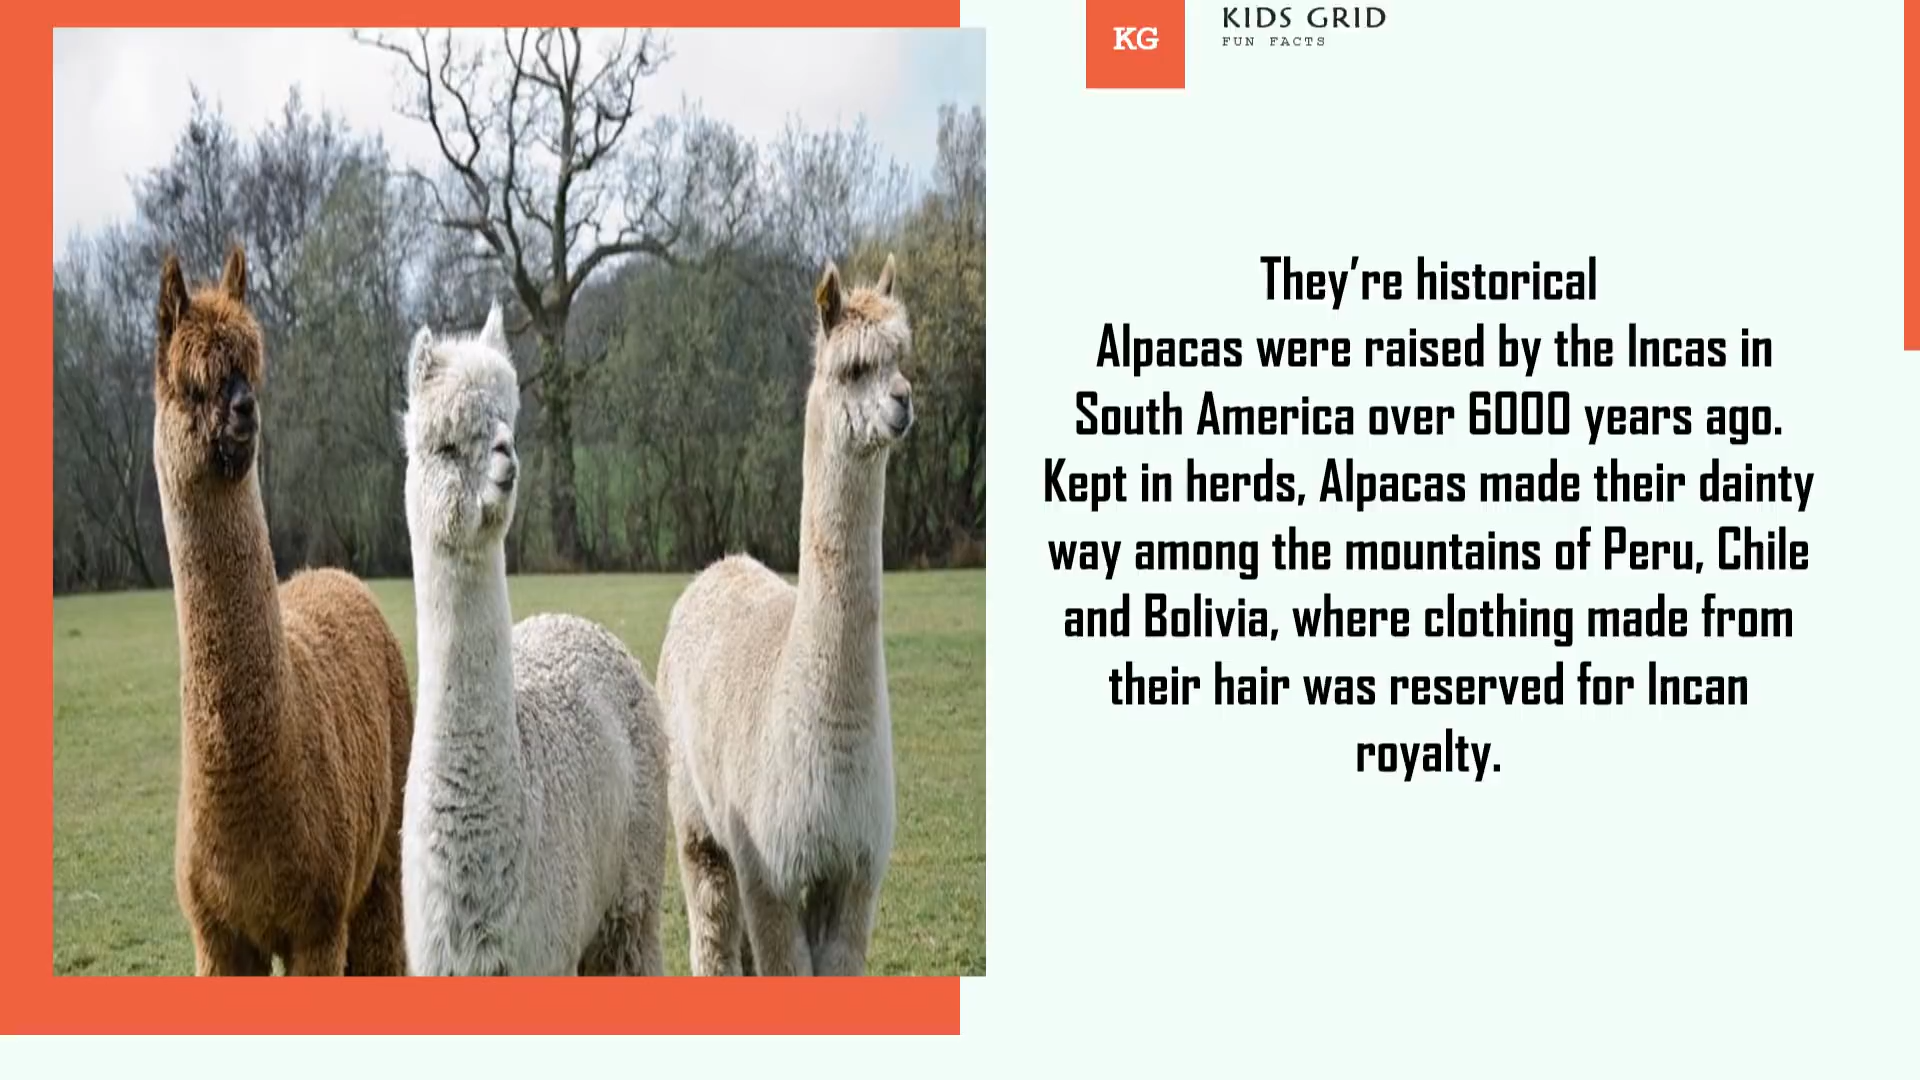 KG
KIDS GRID
FUN FACTS
They’re historical
Alpacas were raised by the Incas in
South America over 6000 years ago.
Kept in herds, Alpacas made their dainty
way among the mountains of Peru, Chile
and Bolivia, where clothing made from
their hair was reserved for Incan
royalty.